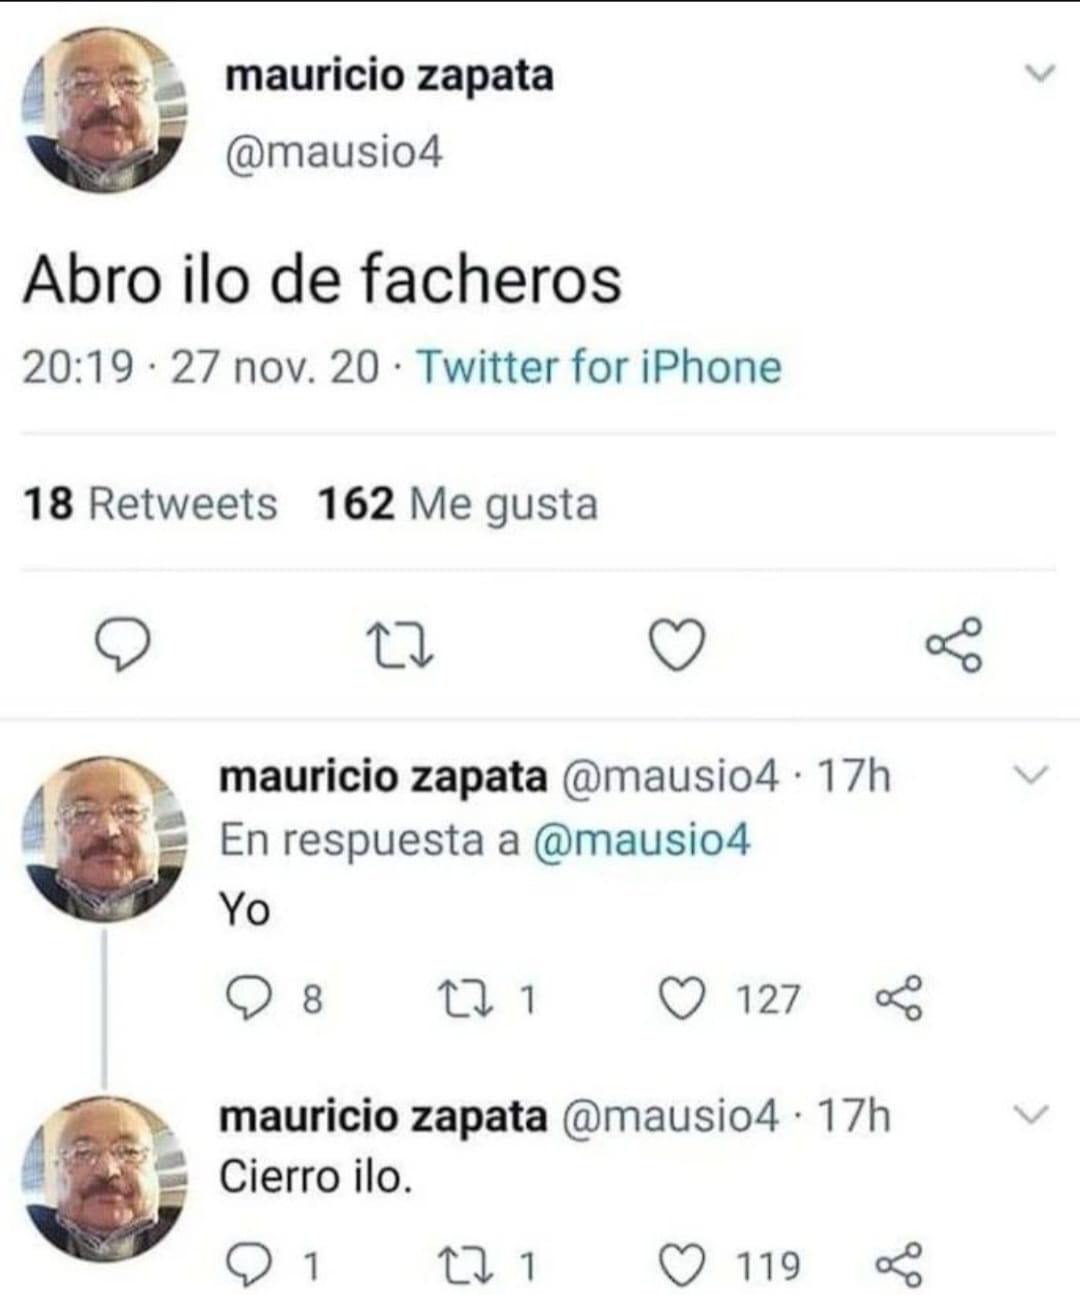 mauricio zapata
@mausio4
Abro ilo de facheros
20:19 · 27 nov. 20 · Twitter for iPhone
18 Retweets 162 Me gusta
mauricio zapata @mausio4 · 17h
En respuesta a @mausio4
Yo
8 1 127
mauricio zapata @mausio4 · 17h
Cierro ilo.
1 1 119